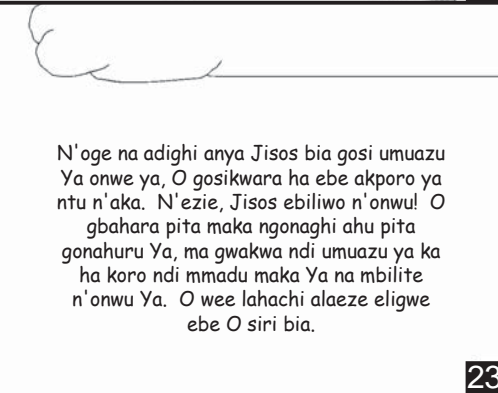 N'oge na adighi anya Jisos bia gosi umuazu
Ya onwe ya, O gosikwara ha ebe akporo ya
ntu n'aka. N'ezie, Jisos ebiliwo n'onwu! O
gbahara pita maka ngonaghi ahu pita
gonahuru Ya, ma gwakwa ndi umuazu ya ka
ha koro ndi mmadu maka Ya na mbilite
n'onwu Ya. O wee lahachi alaeze eligwe
ebe O siri bia.
23